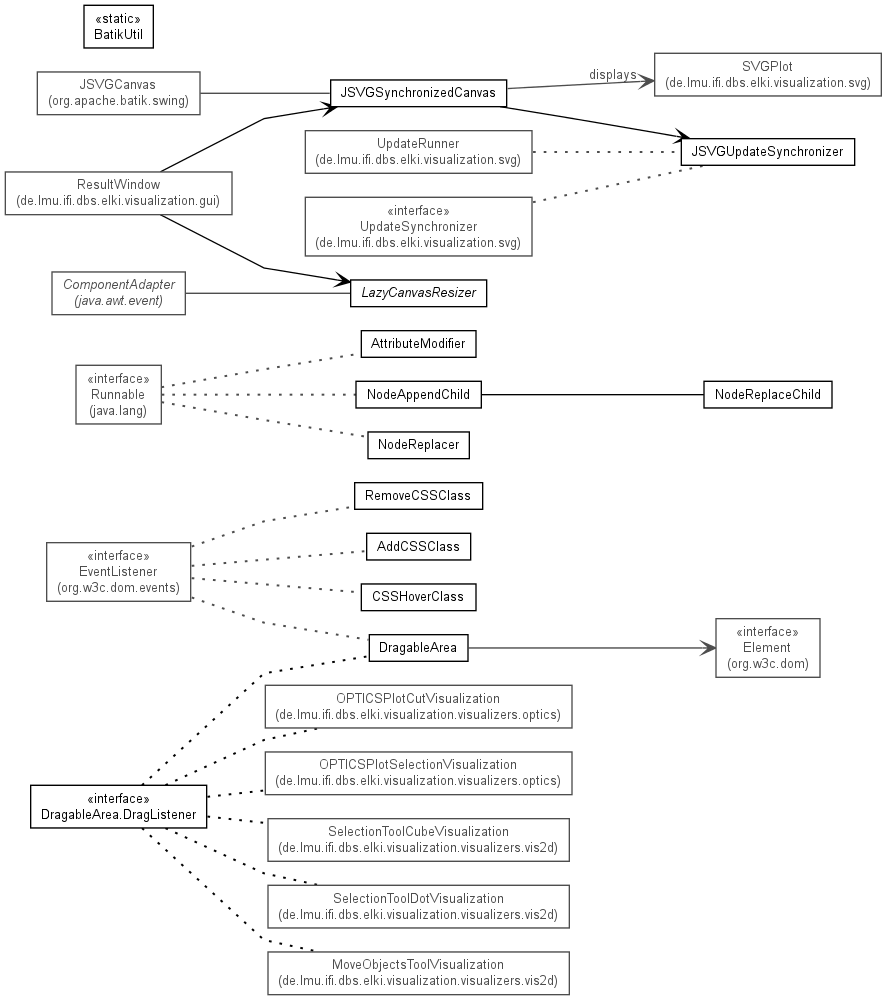 «static»
BatikUtil
JSVGCanvas
(org.apache.batik.swing)
JSVGSynchronizedCanvas
displays
SVGPlot
(de.lmu.ifi.dbs.elki.visualization.svg)
UpdateRunner
(de.lmu.ifi.dbs.elki.visualization.svg)
JSVGUpdateSynchronizer
ResultWindow
(de.lmu.ifi.dbs.elki.visualization.gui)
«interface»
UpdateSynchronizer
(de.lmu.ifi.dbs.elki.visualization.svg)
ComponentAdapter
(java.awt.event)
LazyCanvasResizer
AttributeModifier
«interface»
Runnable
(java.lang)
NodeAppendChild
NodeReplaceChild
NodeReplacer
RemoveCSSClass
«interface»
EventListener
(org.w3c.dom.events)
AddCSSClass
CSSHoverClass
DragableArea
«interface»
Element
(org.w3c.dom)
OPTICSPlotCutVisualization
(de.lmu.ifi.dbs.elki.visualization.visualizers.optics)
OPTICSPlotSelectionVisualization
(de.lmu.ifi.dbs.elki.visualization.visualizers.optics)
«interface»
DragableArea.DragListener
SelectionToolCubeVisualization
(de.lmu.ifi.dbs.elki.visualization.visualizers.vis2d)
SelectionToolDotVisualization
(de.lmu.ifi.dbs.elki.visualization.visualizers.vis2d)
MoveObjectsToolVisualization
(de.lmu.ifi.dbs.elki.visualization.visualizers.vis2d)